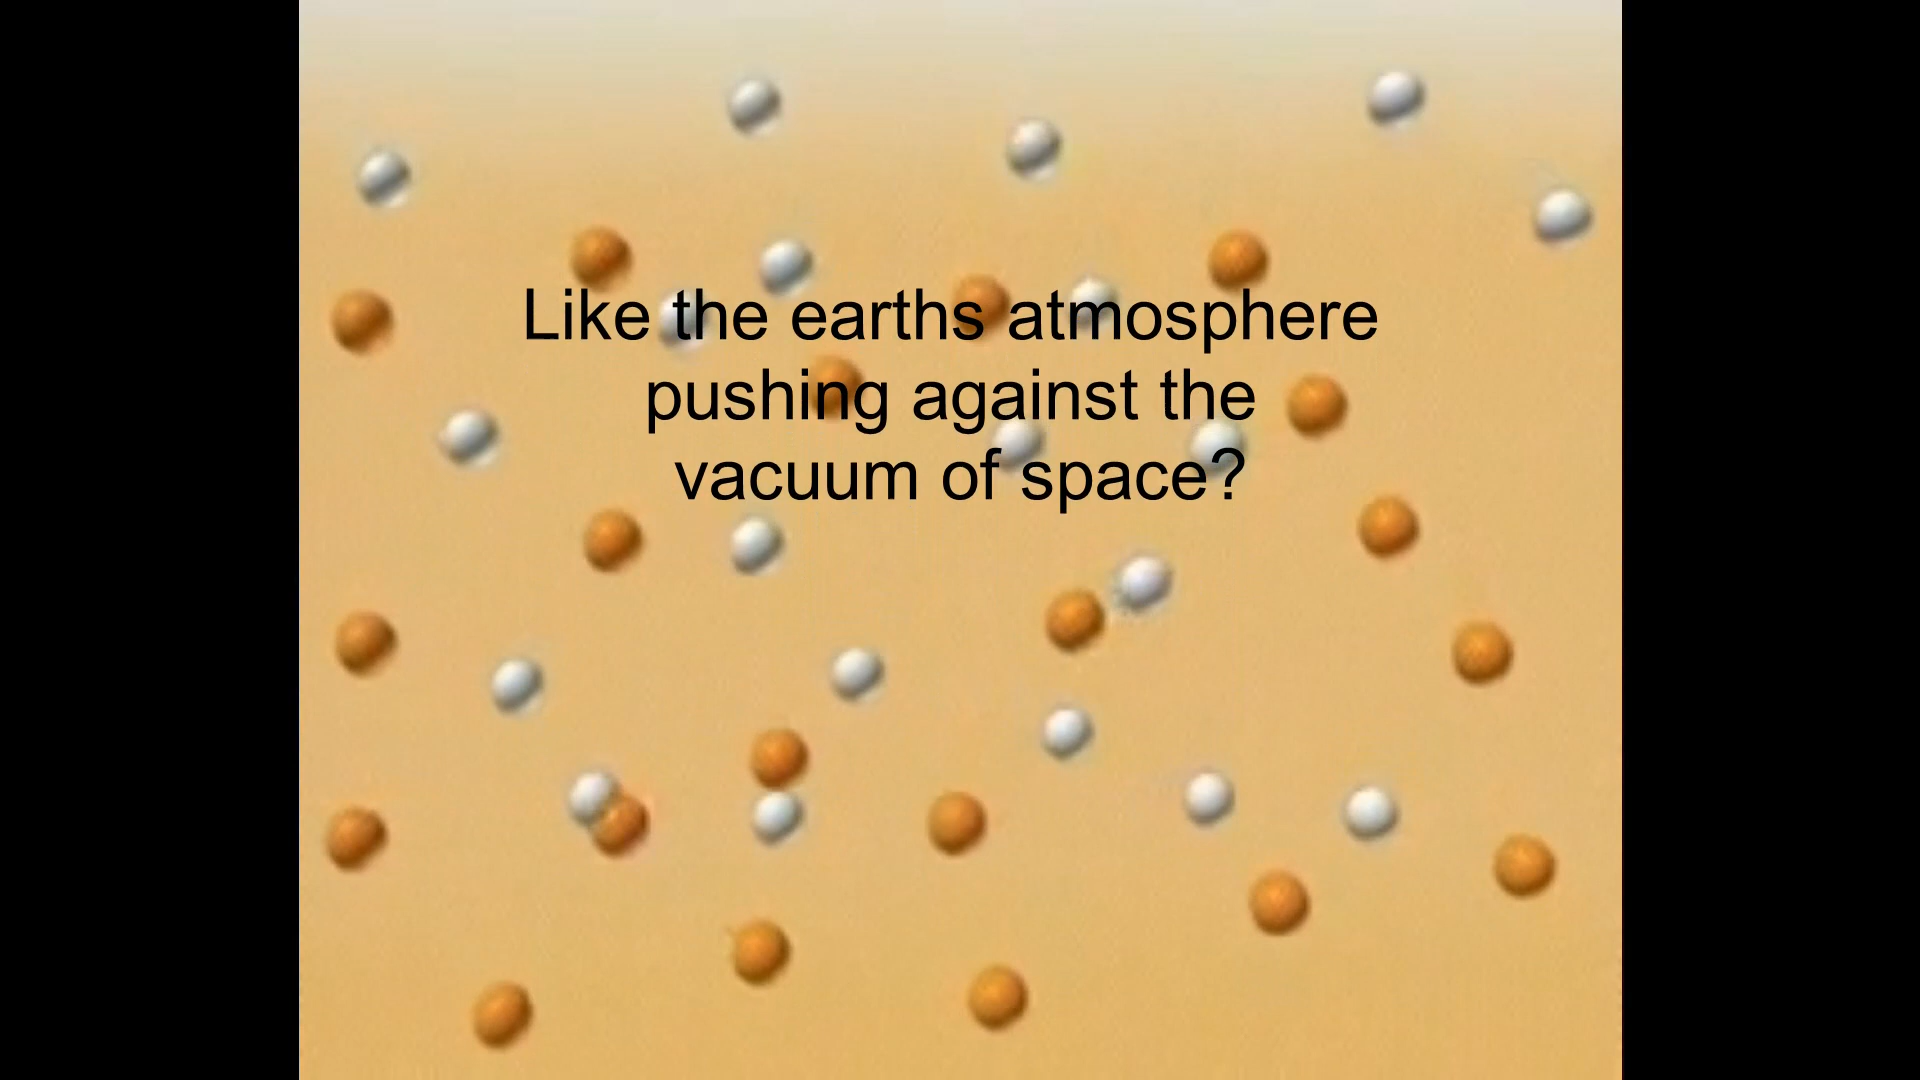 Like the earths atmosphere
pushing against the
vacuum of space?